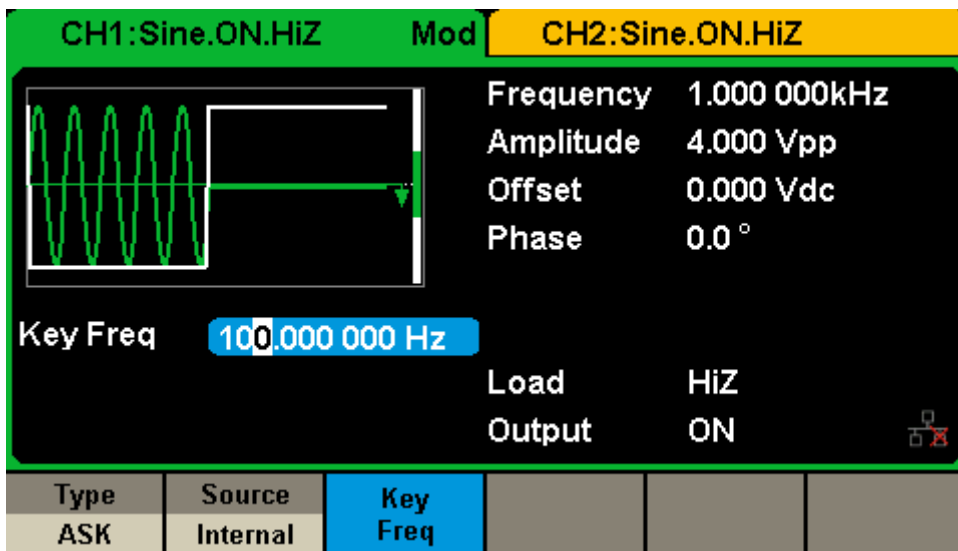 CH1:Sine.ON.HiZ Mod CH2:Sine.ON.HiZ
Frequency 1.000 000kHz
Amplitude 4.000 Vpp
Offset 0.000 Vdc
Phase 0.0 °
Key Freq 100.000 000 Hz
Load HiZ
Output ON
Type Source Key Freq
ASK Internal